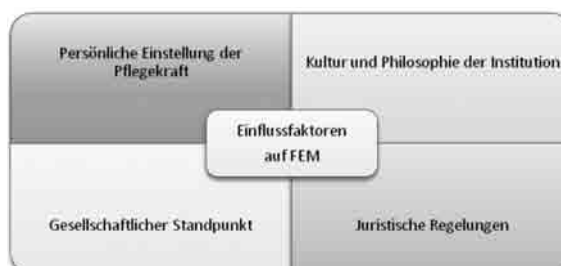 Persönliche Einstellung der
Pflegekraft
Kultur und Philosophie der Institution
Einflussfaktoren
auf FEM
Gesellschaftlicher Standpunkt
Juristische Regelungen